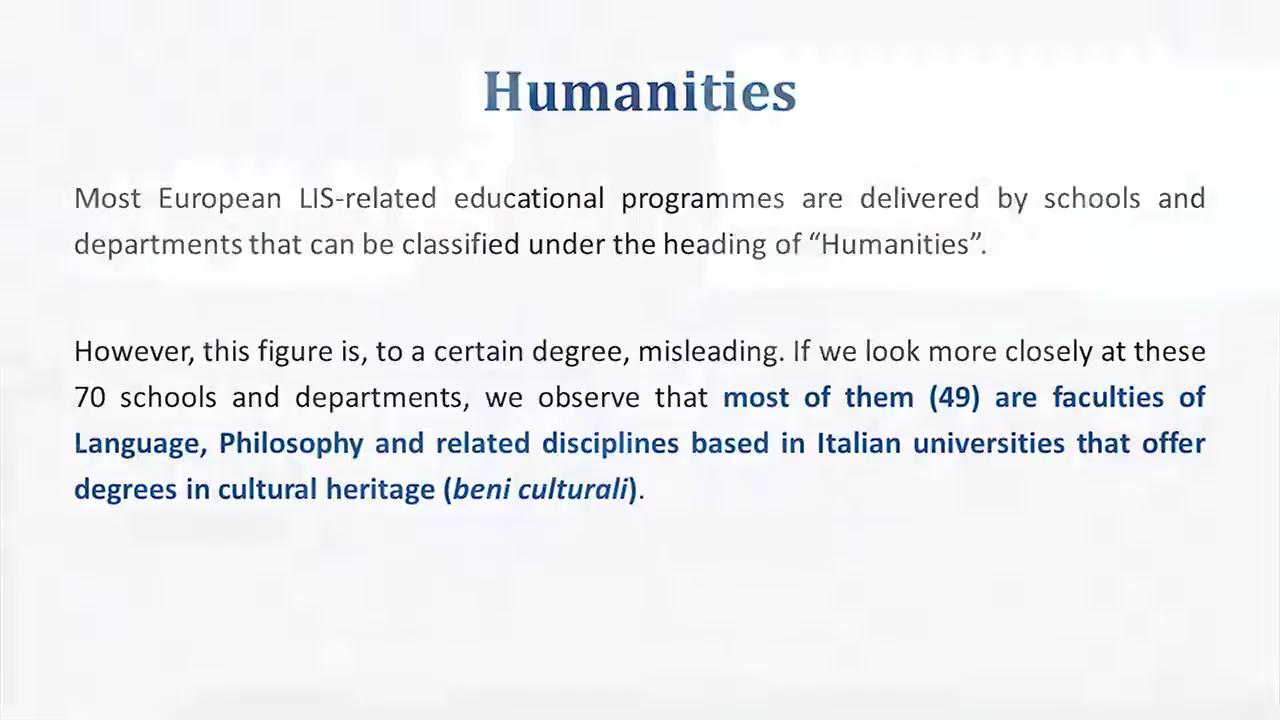 Humanities
Most European LIS-related educational programmes are delivered by schools and
departments that can be classified under the heading of “Humanities”.
However, this figure is, to a certain degree, misleading. If we look more closely at these
70 schools and departments, we observe that most of them (49) are faculties of
Language, Philosophy and related disciplines based in Italian universities that offer
degrees in cultural heritage (beni culturali).